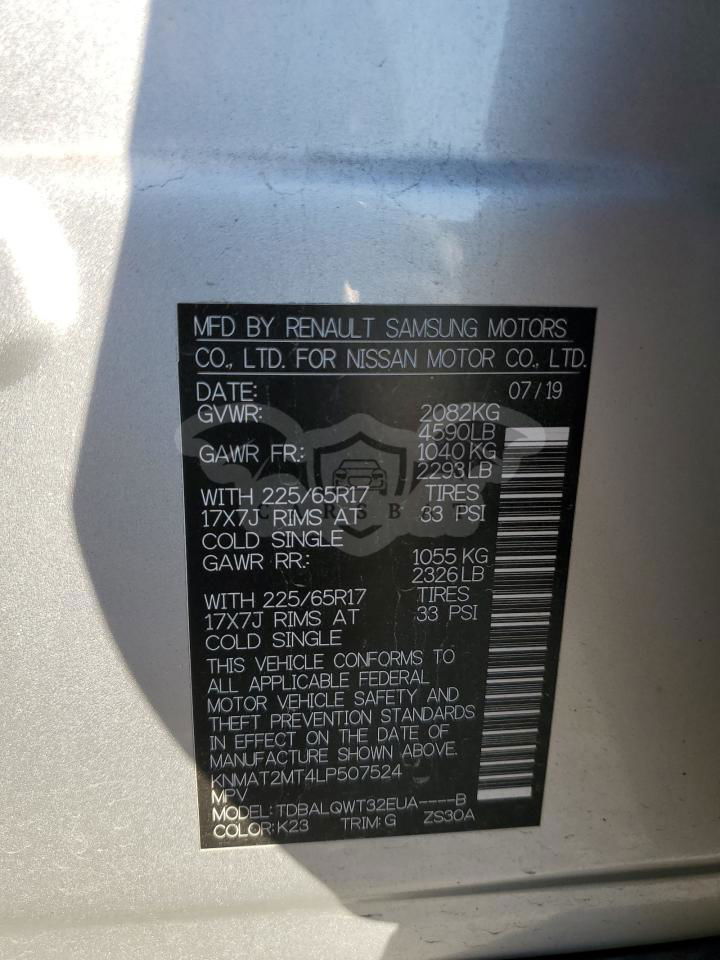 MFD BY RENAULT SAMSUNG MOTORS
CO., LTD. FOR NISSAN MOTOR CO., LTD.
DATE: 07/19
GVWR: 2082KG
4590LB
GAWR FR.: 1040KG
2293LB
WITH 225/65R17 TIRES
17X7J RIMS AT 33 PSI
COLD SINGLE
GAWR RR.: 1055 KG
2326LB
WITH 225/65R17 TIRES
17X7J RIMS AT 33 PSI
COLD SINGLE
THIS VEHICLE CONFORMS TO
ALL APPLICABLE FEDERAL
MOTOR VEHICLE SAFETY AND
THEFT PREVENTION STANDARDS
IN EFFECT ON THE DATE OF
MANUFACTURE SHOWN ABOVE.
KNMAT2MT4LP507524
MPV
MODEL: TDBALQWT32EUA----B
COLOR: K23 TRIM: G ZS30A